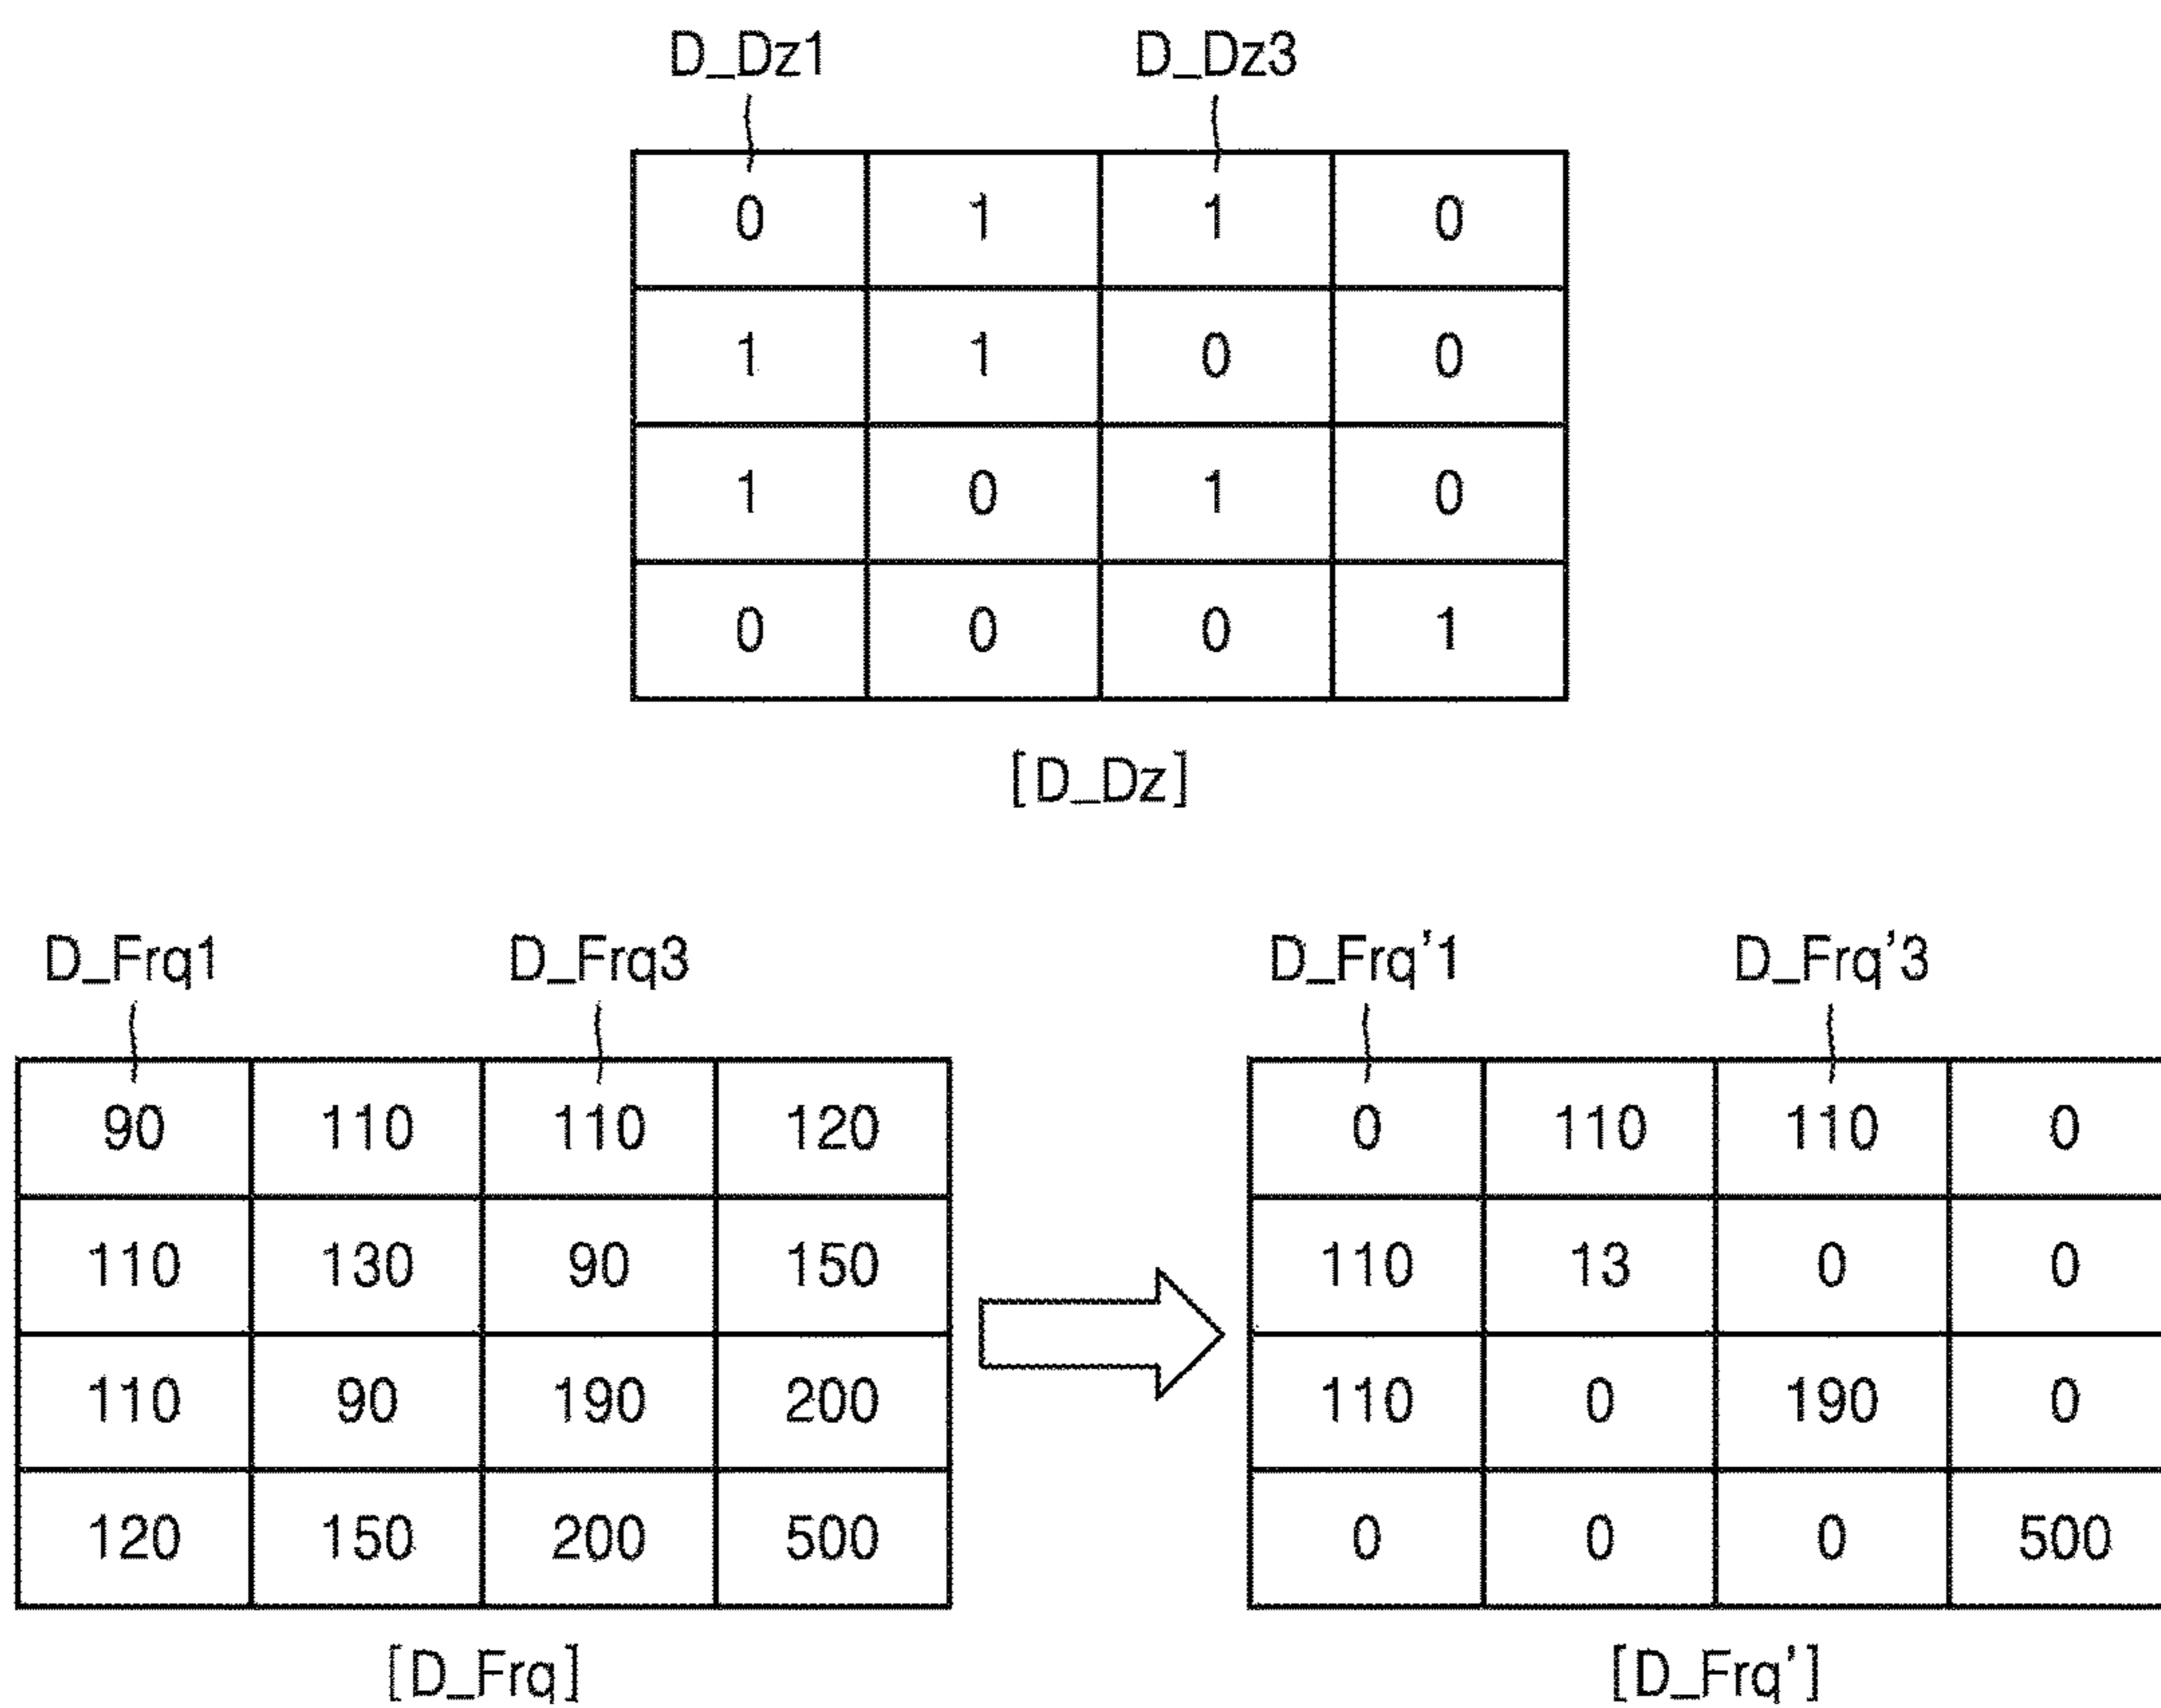 D_Dz1 D_Dz3
0 1 1 0
1 1 0 0
1 0 1 0
0 0 0 1
[D_Dz]
D_Frq1 D_Frq3 D_Frq'1 D_Frq'3
90 110 110 120 0 110 110 0
110 130 90 150 110 13 0 0
110 90 190 200 110 0 190 0
120 150 200 500 0 0 0 500
[D_Frq] [D_Frq']